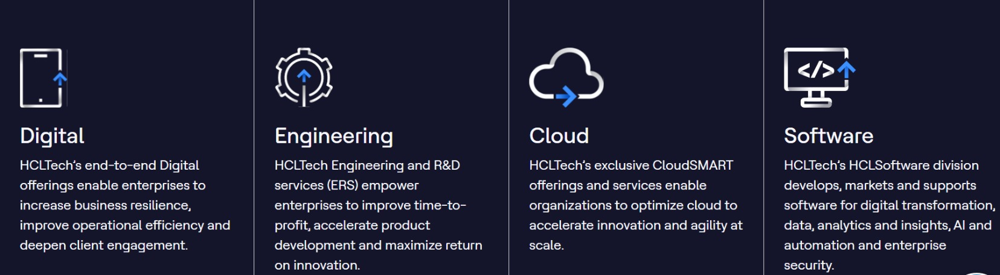 </>
Digital
HCLTech's end-to-end Digital
offerings enable enterprises to
increase business resilience,
improve operational efficiency and
deepen client engagement.
Engineering
HCLTech Engineering and R&D
services (ERS) empower
enterprises to improve time-to-
profit, accelerate product
development and maximize return
on innovation.
Cloud
HCLTech's exclusive CloudSMART
offerings and services enable
organizations to optimize cloud to
accelerate innovation and agility at
scale.
Software
HCLTech's HCLSoftware division
develops, markets and supports
software for digital transformation,
data, analytics and insights, AI and
automation and enterprise
security.